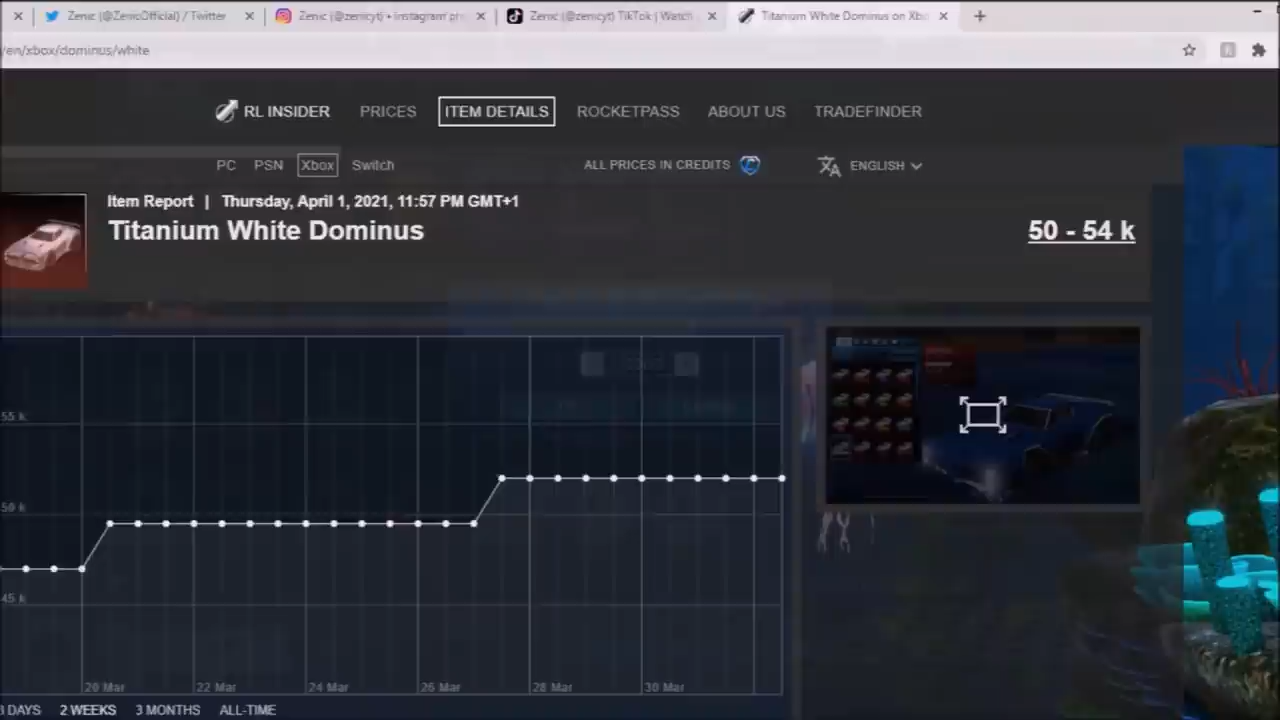 Zenic (@ZenicOfficial) / Twitter
Zenic (@zenicyt) • Instagram ph
Zenic (@zenicyt) TikTok | Watch
Titanium White Dominus on Xbo
/en/xbox/dominus/white
RL INSIDER PRICES ITEM DETAILS ROCKETPASS ABOUT US TRADEFINDER
PC PSN Xbox Switch ALL PRICES IN CREDITS ENGLISH
Item Report | Thursday, April 1, 2021, 11:57 PM GMT+1
Titanium White Dominus 50 - 54 k
55 k
50 k
45 k
20 Mar 22 Mar 24 Mar 26 Mar 28 Mar 30 Mar
DAYS 2 WEEKS 3 MONTHS ALL-TIME